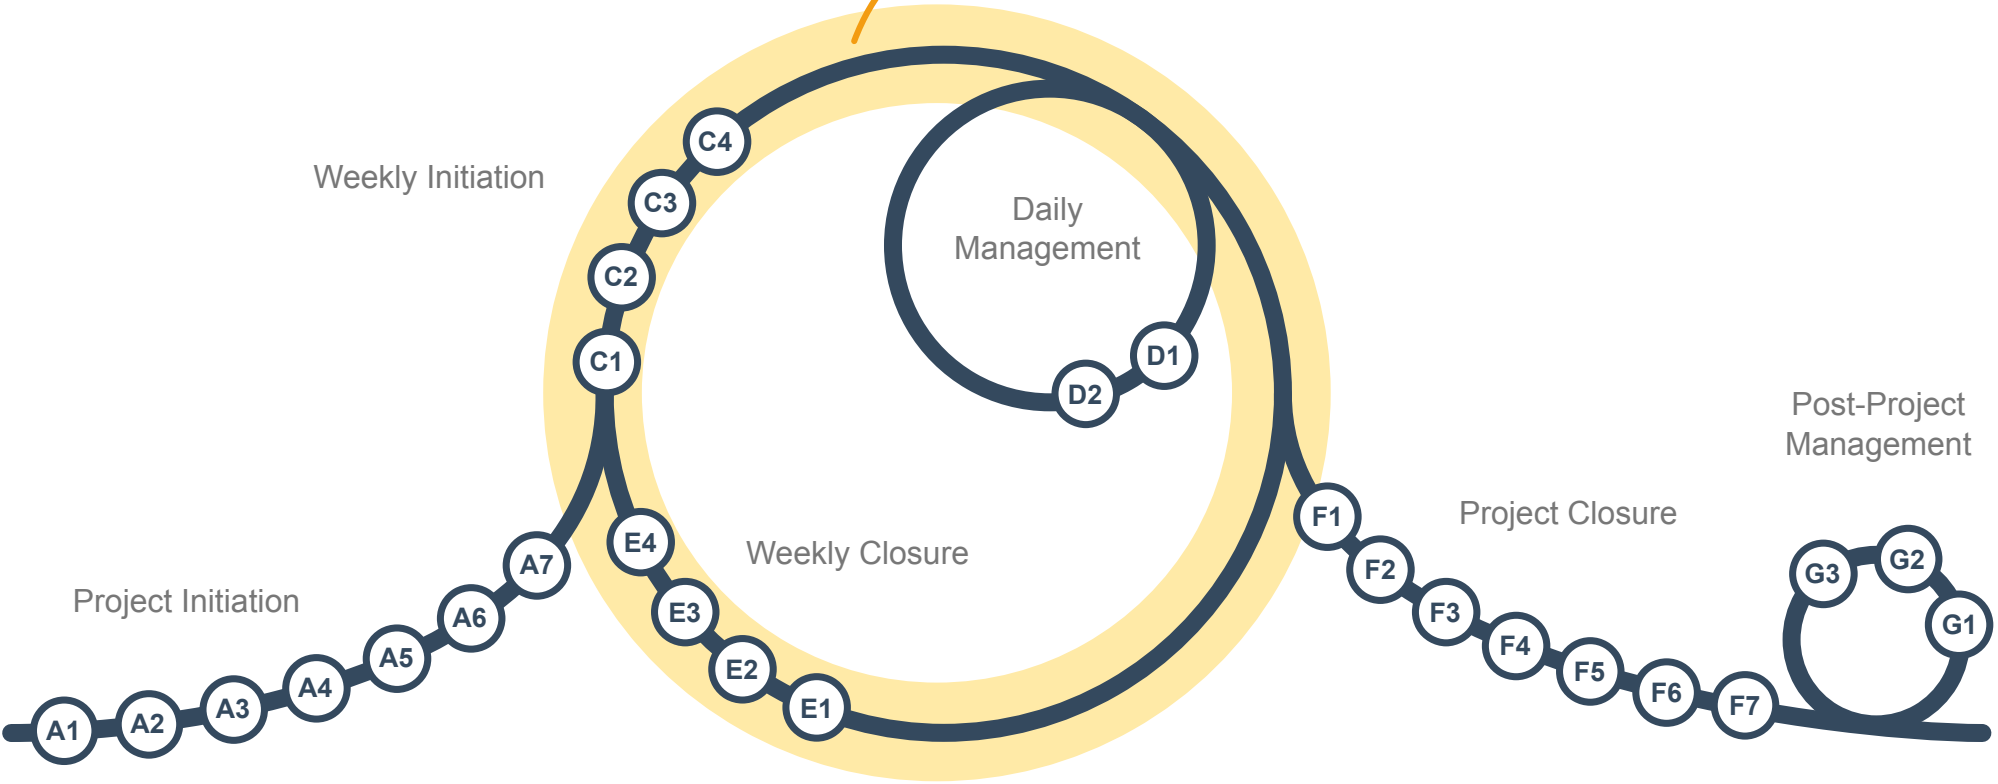 Project Initiation
A1
A2
A3
A4
A5
A6
A7
Weekly Initiation
C1
C2
C3
C4
Daily
Management
D1
D2
Weekly Closure
E1
E2
E3
E4
Project Closure
F1
F2
F3
F4
F5
F6
F7
Post-Project
Management
G1
G2
G3